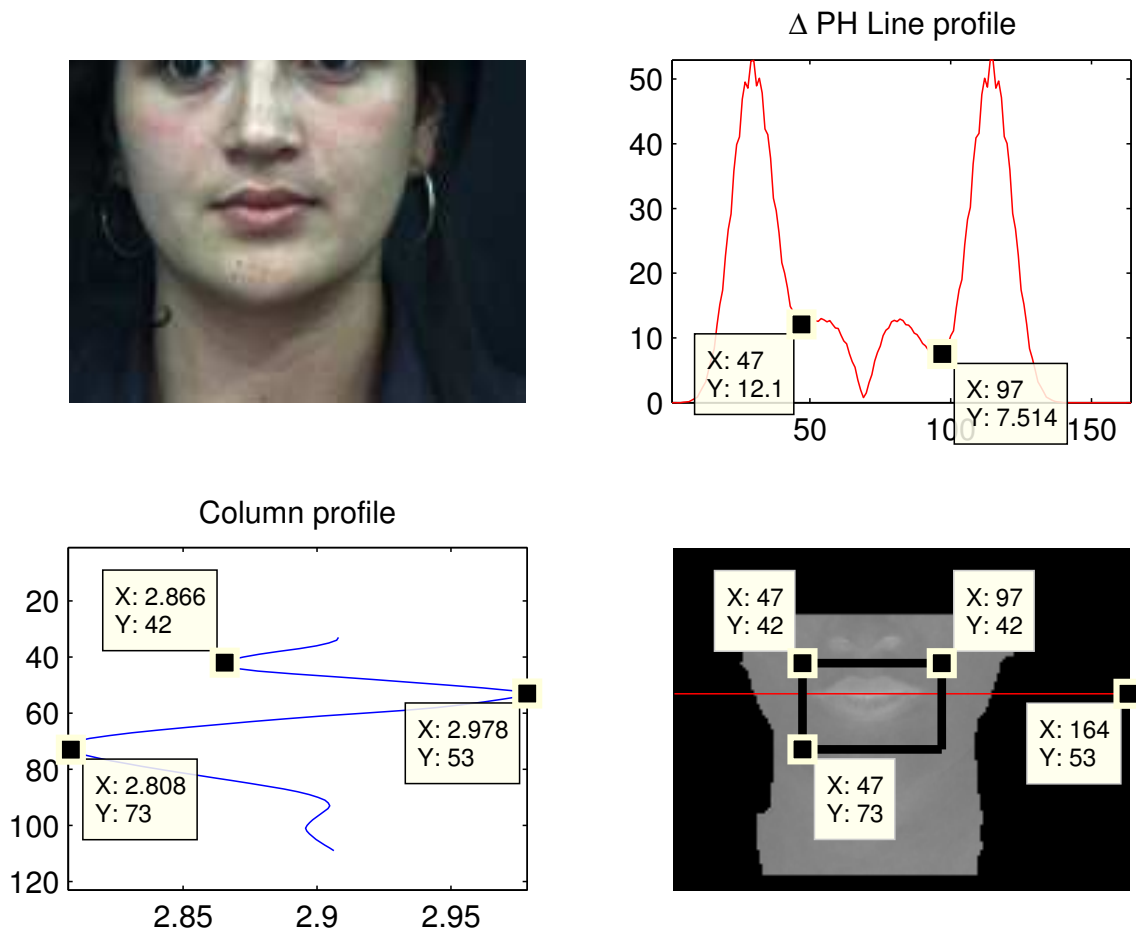 Δ PH Line profile
50
40
30
20
10
0
X: 47
Y: 12.1
X: 97
Y: 7.514
50
100
150
Column profile
20
40
60
80
100
120
X: 2.866
Y: 42
X: 2.978
Y: 53
X: 2.808
Y: 73
2.85
2.9
2.95
X: 47
Y: 42
X: 97
Y: 42
X: 164
Y: 53
X: 47
Y: 73